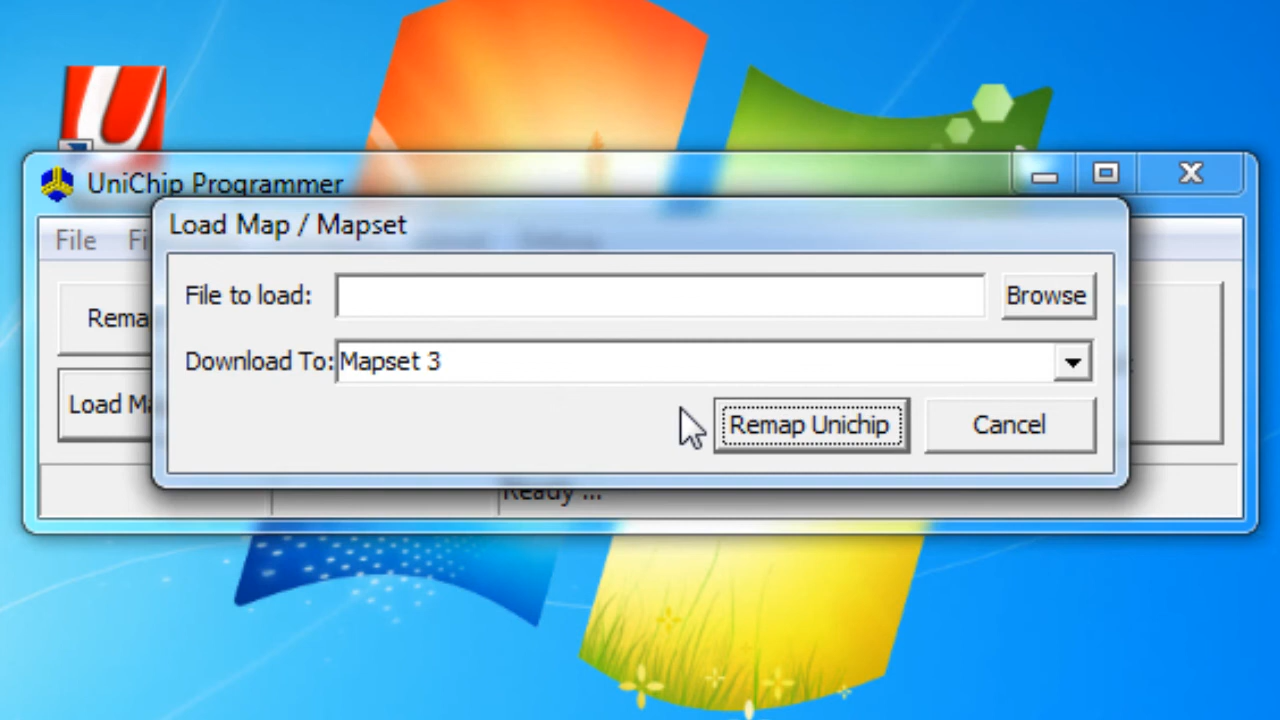 UniChip Programmer
Load Map / Mapset
File
File to load:
Browse
Download To:
Mapset 3
Remap Unichip
Cancel
Ready ...